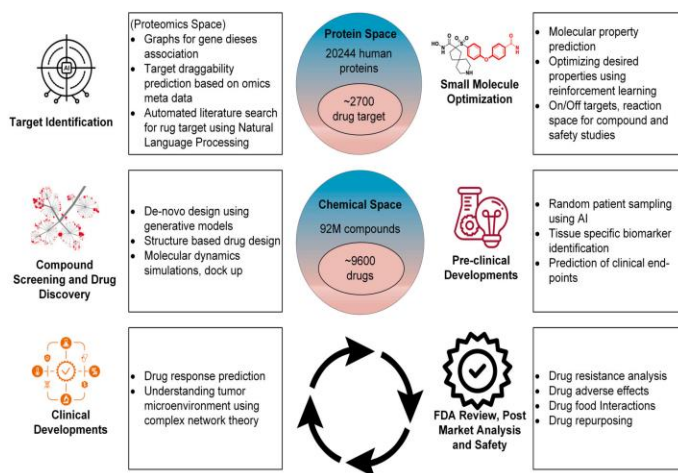 (Proteomics Space)
• Graphs for gene dieses
association
• Target draggability
prediction based on omics
meta data
• Automated literature search
for rug target using Natural
Language Processing
AI
Target Identification
Protein Space
20244 human
proteins
~2700
drug target
Small Molecule
Optimization
• Molecular property
prediction
• Optimizing desired
properties using
reinforcement learning
• On/Off targets, reaction
space for compound and
safety studies
Compound
Screening and Drug
Discovery
• De-novo design using
generative models
• Structure based drug design
• Molecular dynamics
simulations, dock up
Chemical Space
92M compounds
~9600
drugs
Pre-clinical
Developments
• Random patient sampling
using AI
• Tissue specific biomarker
identification
• Prediction of clinical end-
points
Clinical
Developments
• Drug response prediction
• Understanding tumor
microenvironment using
complex network theory
FDA Review, Post
Market Analysis
and Safety
• Drug resistance analysis
• Drug adverse effects
• Drug food Interactions
• Drug repurposing